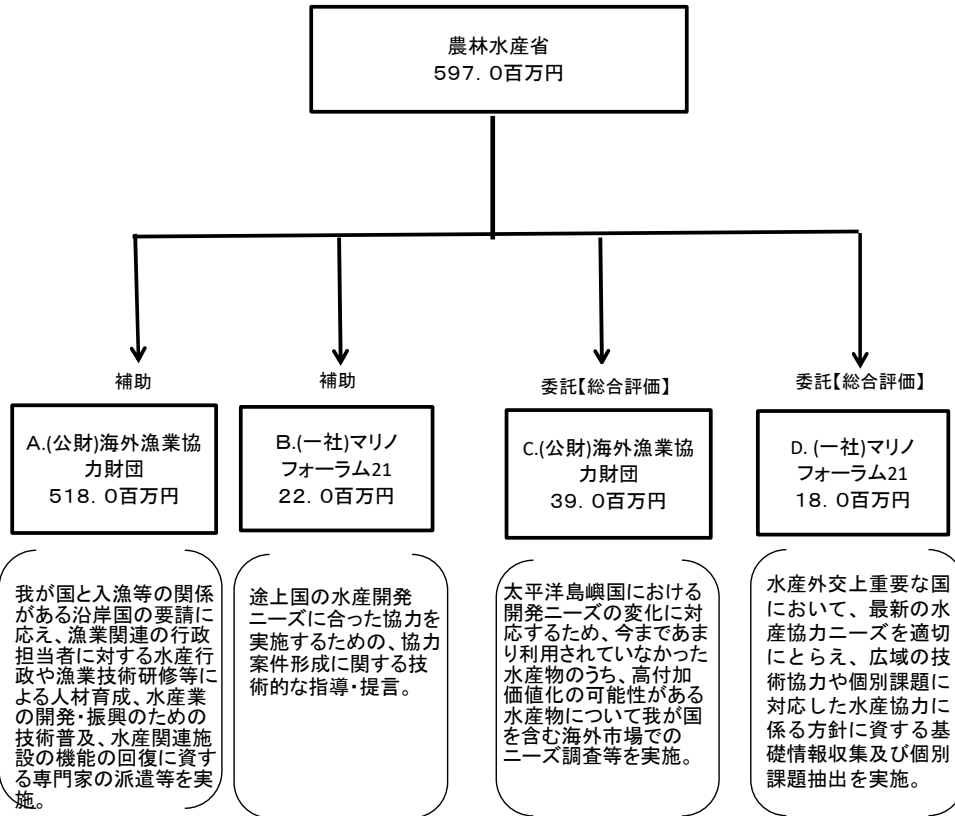 農林水産省
597．0百万円
補助
補助
委託【総合評価】
委託【総合評価】
A.(公財)海外漁業協
力財団
518．0百万円
B.(一社)マリノ
フォーラム21
22．0百万円
C.(公財)海外漁業協
力財団
39．0百万円
D. (一社)マリノ
フォーラム21
18．0百万円
我が国と入漁等の関係
がある沿岸国の要請に
応え、漁業関連の行政
担当者に対する水産行
政や漁業技術研修等に
よる人材育成、水産業
の開発・振興のための
技術普及、水産関連施
設の機能の回復に資す
る専門家の派遣等を実
施。
途上国の水産開発
ニーズに合った協力を
実施するための、協力
案件形成に関する技
術的な指導・提言。
太平洋島嶼国における
開発ニーズの変化に対
応するため、今まであま
り利用されていなかった
水産物のうち、高付加
価値化の可能性がある
水産物について我が国
を含む海外市場での
ニーズ調査等を実施。
水産外交上重要な国
において、最新の水
産協力ニーズを適切
にとらえ、広域の技
術協力や個別課題に
対応した水産協力に
係る方針に資する基
礎情報収集及び個別
課題抽出を実施。